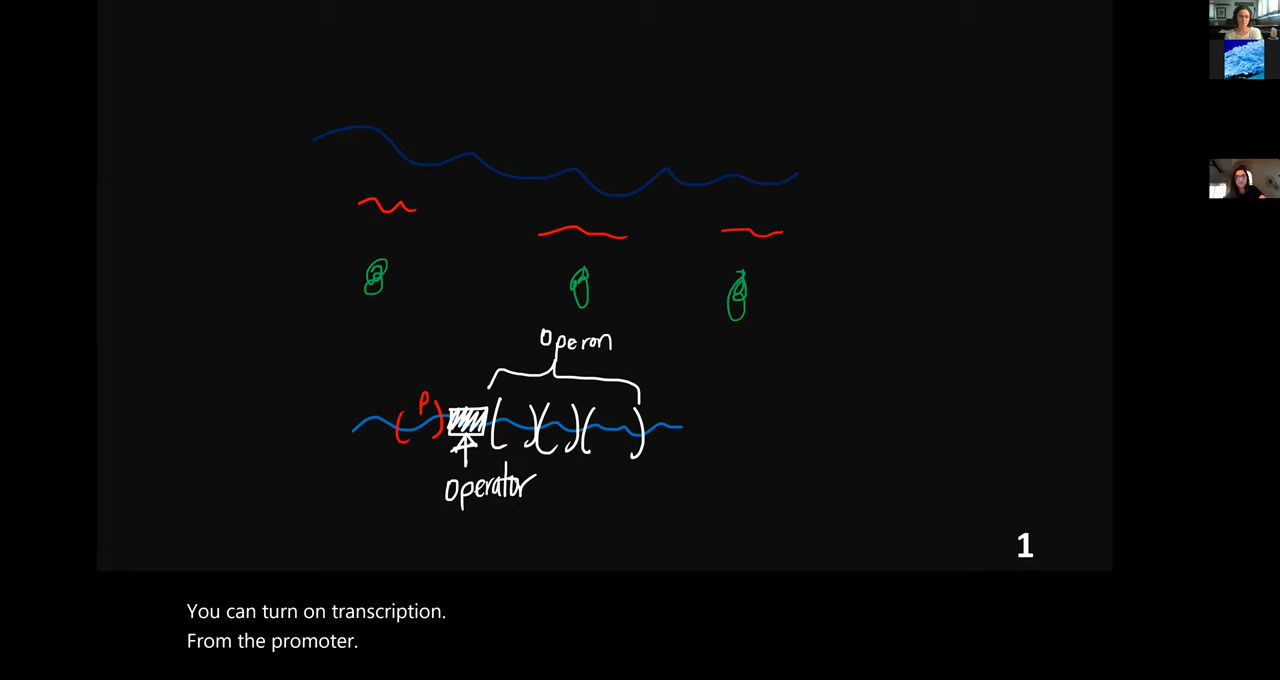 Operon
P
Operator
1
You can turn on transcription.
From the promoter.